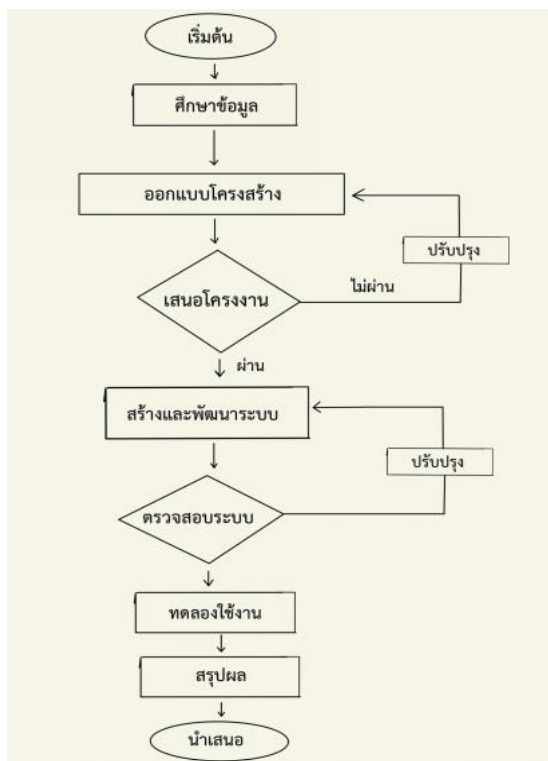 เริ่มต้น
ศึกษาข้อมูล
ออกแบบโครงสร้าง
ปรับปรุง
เสนอโครงงาน
ไม่ผ่าน
ผ่าน
สร้างและพัฒนาระบบ
ปรับปรุง
ตรวจสอบระบบ
ทดลองใช้งาน
สรุปผล
นำเสนอ